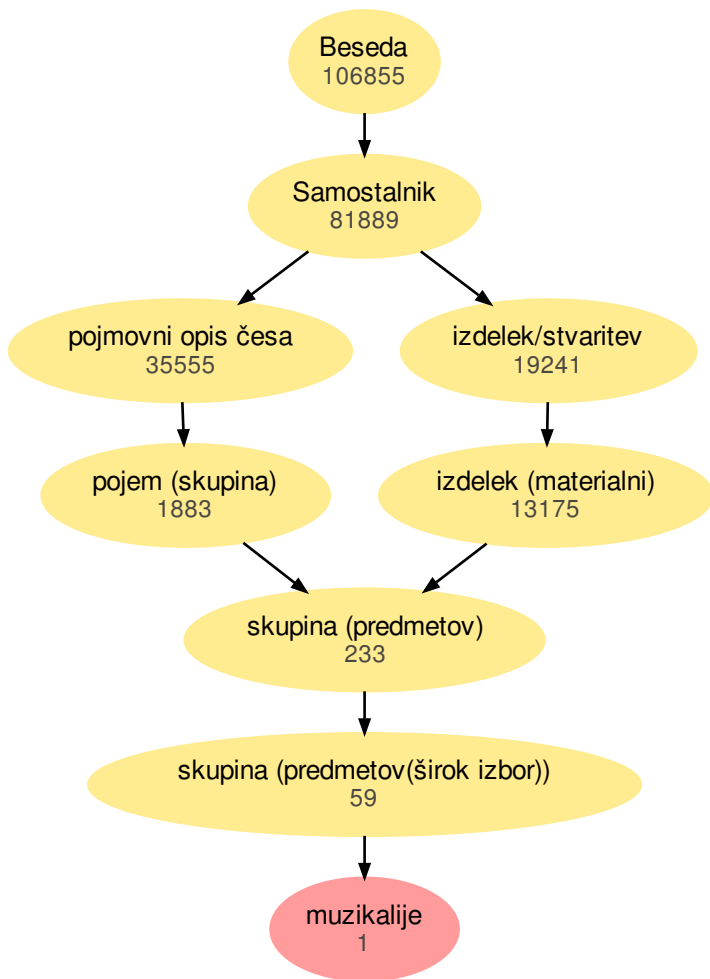 Beseda
106855
Samostalnik
81889
pojmovni opis česa
35555
izdelek/stvaritev
19241
pojem (skupina)
1883
izdelek (materialni)
13175
skupina (predmetov)
233
skupina (predmetov(širok izbor))
59
muzikalije
1